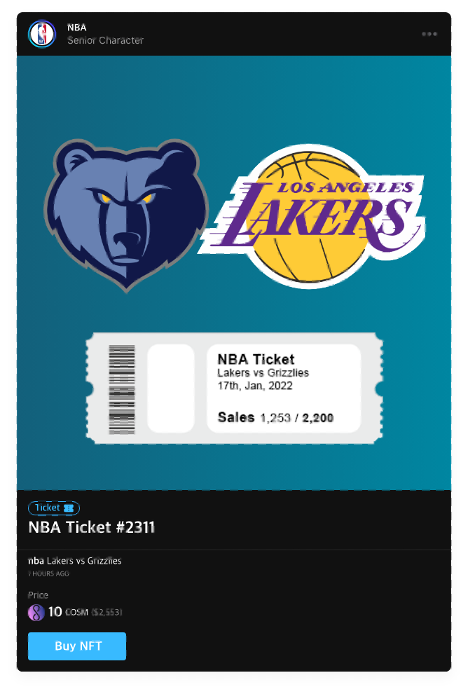 NBA
Senior Character
LOS ANGELES
LAKERS
NBA Ticket
Lakers vs Grizzlies
17th, Jan, 2022
Sales 1,253 / 2,200
Ticket
NBA Ticket #2311
nba Lakers vs Grizzlies
7 HOURS AGO
Price
10 COSM ($2,553)
Buy NFT